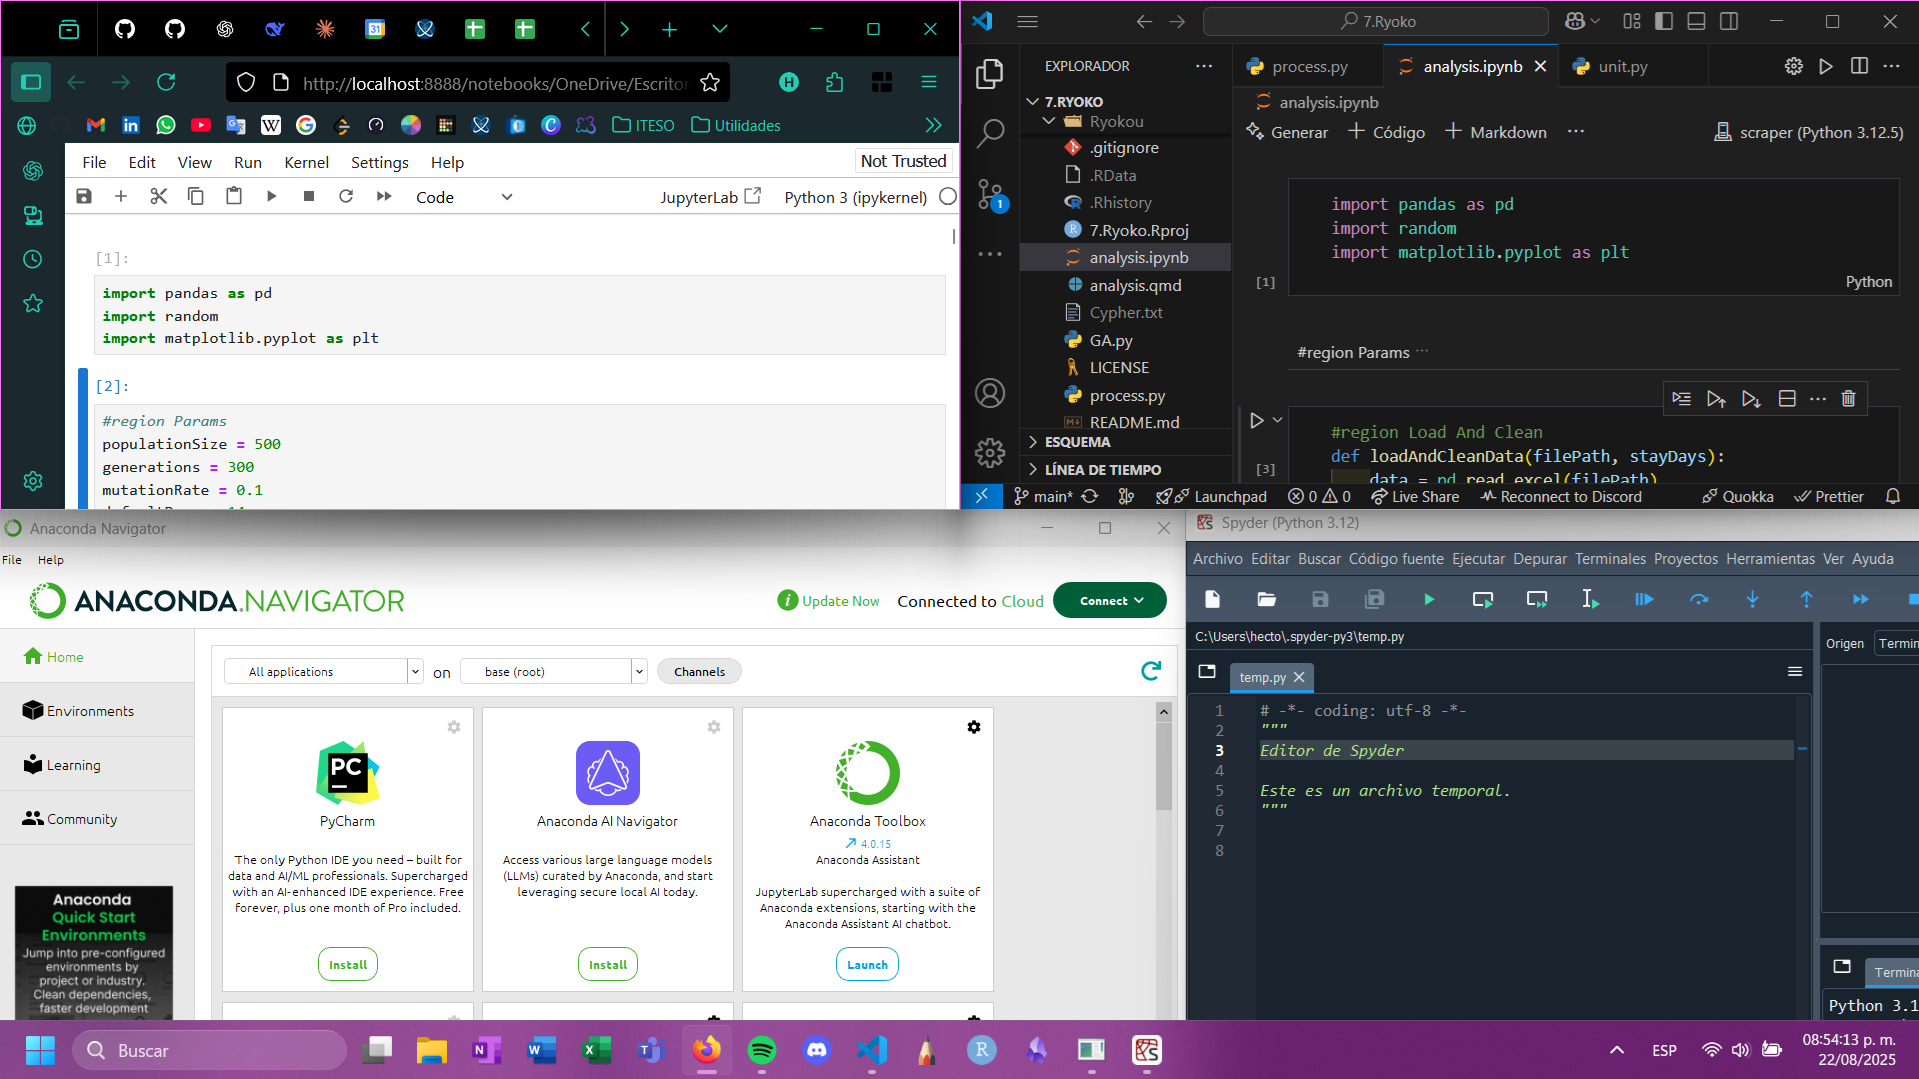 http://localhost:8888/notebooks/OneDrive/Escritor
ITESO
Utilidades
File Edit View Run Kernel Settings Help
Not Trusted
Code
JupyterLab
Python 3 (ipykernel)
[1]:
import pandas as pd
import random
import matplotlib.pyplot as plt
[2]:
#region Params
populationSize = 500
generations = 300
mutationRate = 0.1
7.Ryoko
EXPLORADOR
7.RYOKO
Ryokou
.gitignore
.RData
.Rhistory
7.Ryoko.Rproj
analysis.ipynb
analysis.qmd
Cypher.txt
GA.py
LICENSE
process.py
README.md
ESQUEMA
LÍNEA DE TIEMPO
process.py
analysis.ipynb
unit.py
analysis.ipynb
Generar
Código
Markdown
scraper (Python 3.12.5)
import pandas as pd
import random
import matplotlib.pyplot as plt
[1]
Python
#region Params
#region Load And Clean
def loadAndCleanData(filePath, stayDays):
data = pd.read_excel(filePath)
[3]
1
main*
0
0
Launchpad
Live Share
Reconnect to Discord
Quokka
Prettier
Anaconda Navigator
File Help
ANACONDA.NAVIGATOR
Update Now
Connected to Cloud
Connect
Home
Environments
Learning
Community
Anaconda
Quick Start
Environments
Jump into pre-configured
environments by
project or industry.
Clean dependencies,
faster development
All applications
on
base (root)
Channels
PC
PyCharm
The only Python IDE you need – built for
data and AI/ML professionals. Supercharged
with an AI-enhanced IDE experience. Free
forever, plus one month of Pro included.
Install
Anaconda AI Navigator
Access various large language models
(LLMs) curated by Anaconda, and start
leveraging secure local AI today.
Install
Anaconda Toolbox
4.0.15
Anaconda Assistant
JupyterLab supercharged with a suite of
Anaconda extensions, starting with the
Anaconda Assistant AI chatbot.
Launch
Spyder (Python 3.12)
Archivo Editar Buscar Código fuente Ejecutar Depurar Terminales Proyectos Herramientas Ver Ayuda
C:\Users\hecto\.spyder-py3\temp.py
temp.py
1 # -*- coding: utf-8 -*-
2 """
3 Editor de Spyder
4
5 Este es un archivo temporal.
6 """
7
8
Origen
Termin
Termina
Python 3.1
Buscar
ESP
08:54:13 p. m.
22/08/2025